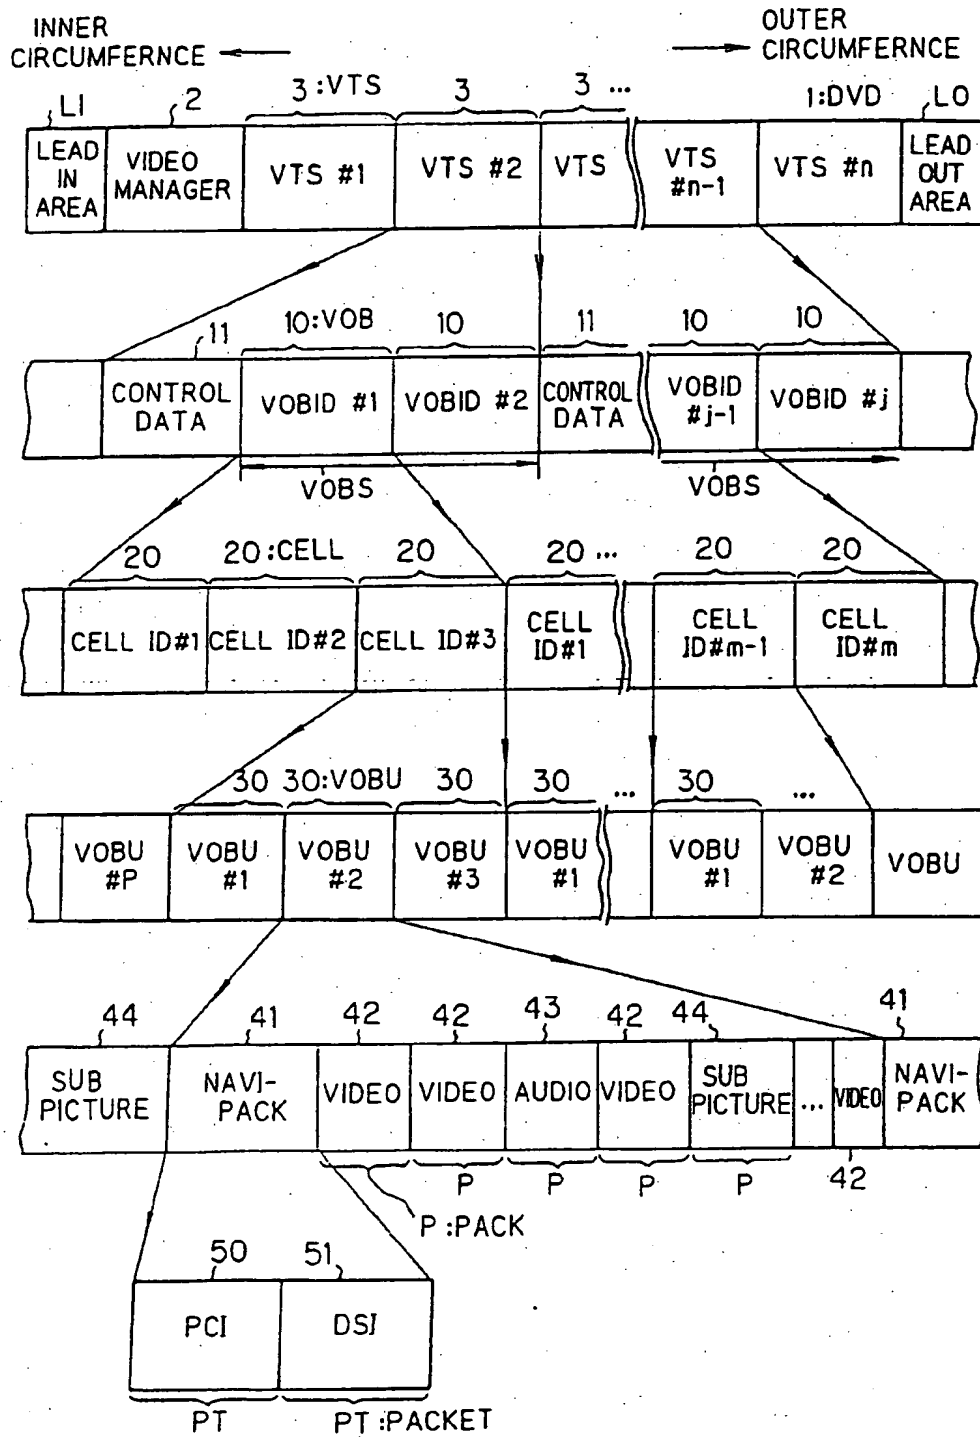 INNER
CIRCUMFERNCE
OUTER
CIRCUMFERNCE
LI
2
3 :VTS
3
3 ...
1:DVD
LO
LEAD
IN
AREA
VIDEO
MANAGER
VTS #1
VTS #2
VTS
VTS
#n-1
VTS #n
LEAD
OUT
AREA
11
10:VOB
10
11
10
10
CONTROL
DATA
VOBID #1
VOBID #2
CONTROL
DATA
VOBID
#j-1
VOBID #j
VOBS
VOBS
20
20:CELL
20
20 ...
20
20
CELL ID#1
CELL ID#2
CELL ID#3
CELL
ID#1
CELL
ID#m-1
CELL
ID#m
30
30:VOBU
30
30
...
30
...
VOBU
#P
VOBU
#1
VOBU
#2
VOBU
#3
VOBU
#1
VOBU
#1
VOBU
#2
VOBU
44
41
42
42
43
42
44
41
SUB
PICTURE
NAVI-
PACK
VIDEO
VIDEO
AUDIO
VIDEO
SUB
PICTURE
...
VIDEO
NAVI-
PACK
P
P
P
P
42
P :PACK
50
51
PCI
DSI
PT
PT :PACKET